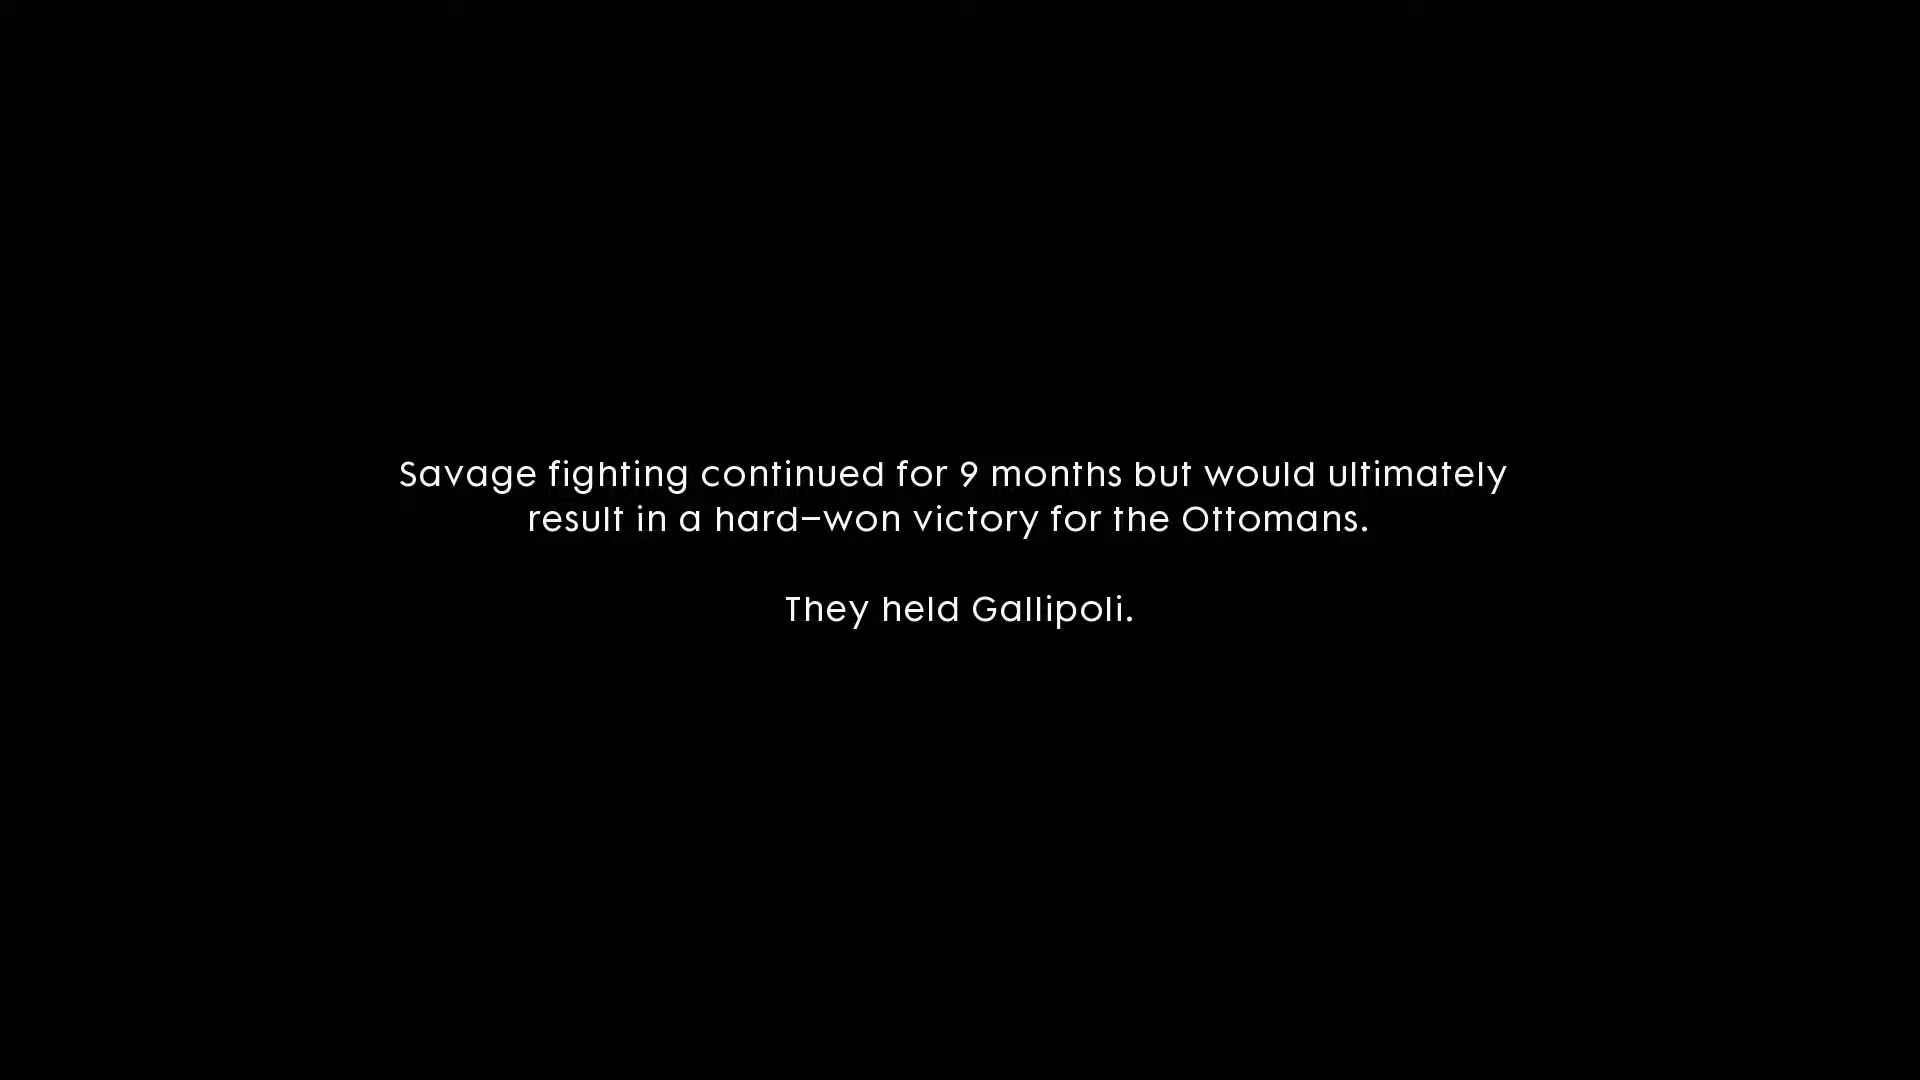 Savage fighting continued for 9 months but would ultimately
result in a hard–won victory for the Ottomans.
They held Gallipoli.